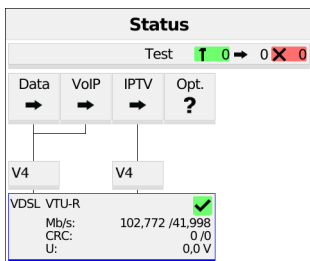 Status
Test 0 ➡ 0 ✕ 0
Data VoIP IPTV Opt.
➡ ➡ ➡ ?
V4 V4
VDSL VTU-R ✓
Mb/s: 102,772 /41,998
CRC: 0 /0
U: 0,0 V